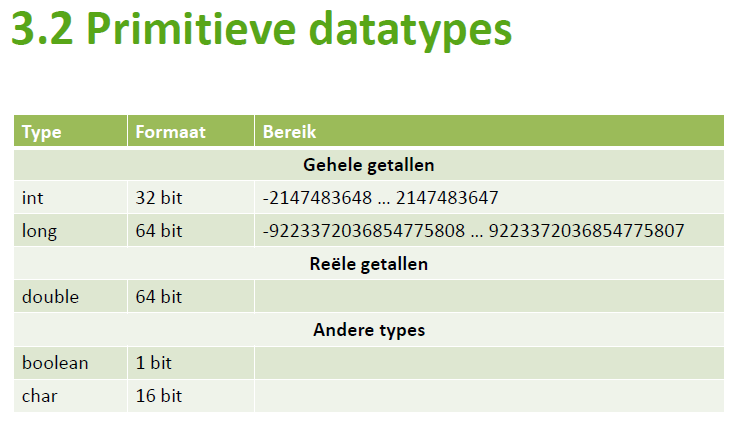 3.2 Primitieve datatypes
Type Formaat Bereik
Gehele getallen
int 32 bit -2147483648 ... 2147483647
long 64 bit -9223372036854775808 ... 9223372036854775807
Reële getallen
double 64 bit
Andere types
boolean 1 bit
char 16 bit